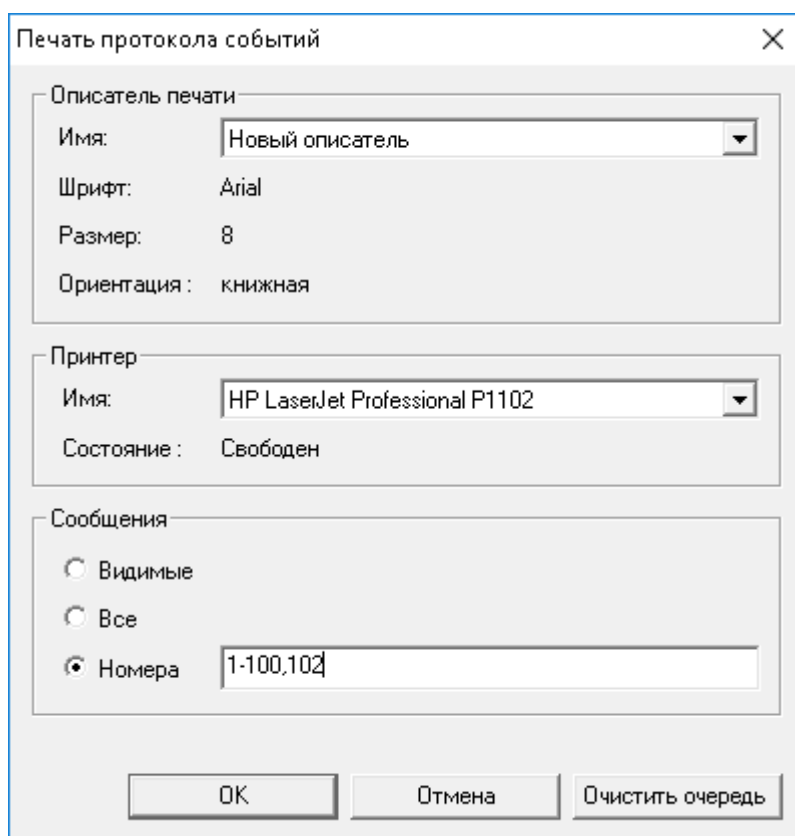 Печать протокола событий
Описатель печати
Имя: Новый описатель
Шрифт: Arial
Размер: 8
Ориентация : книжная
Принтер
Имя: HP LaserJet Professional P1102
Состояние : Свободен
Сообщения
Видимые
Все
Номера 1-100,102
OK Отмена Очистить очередь